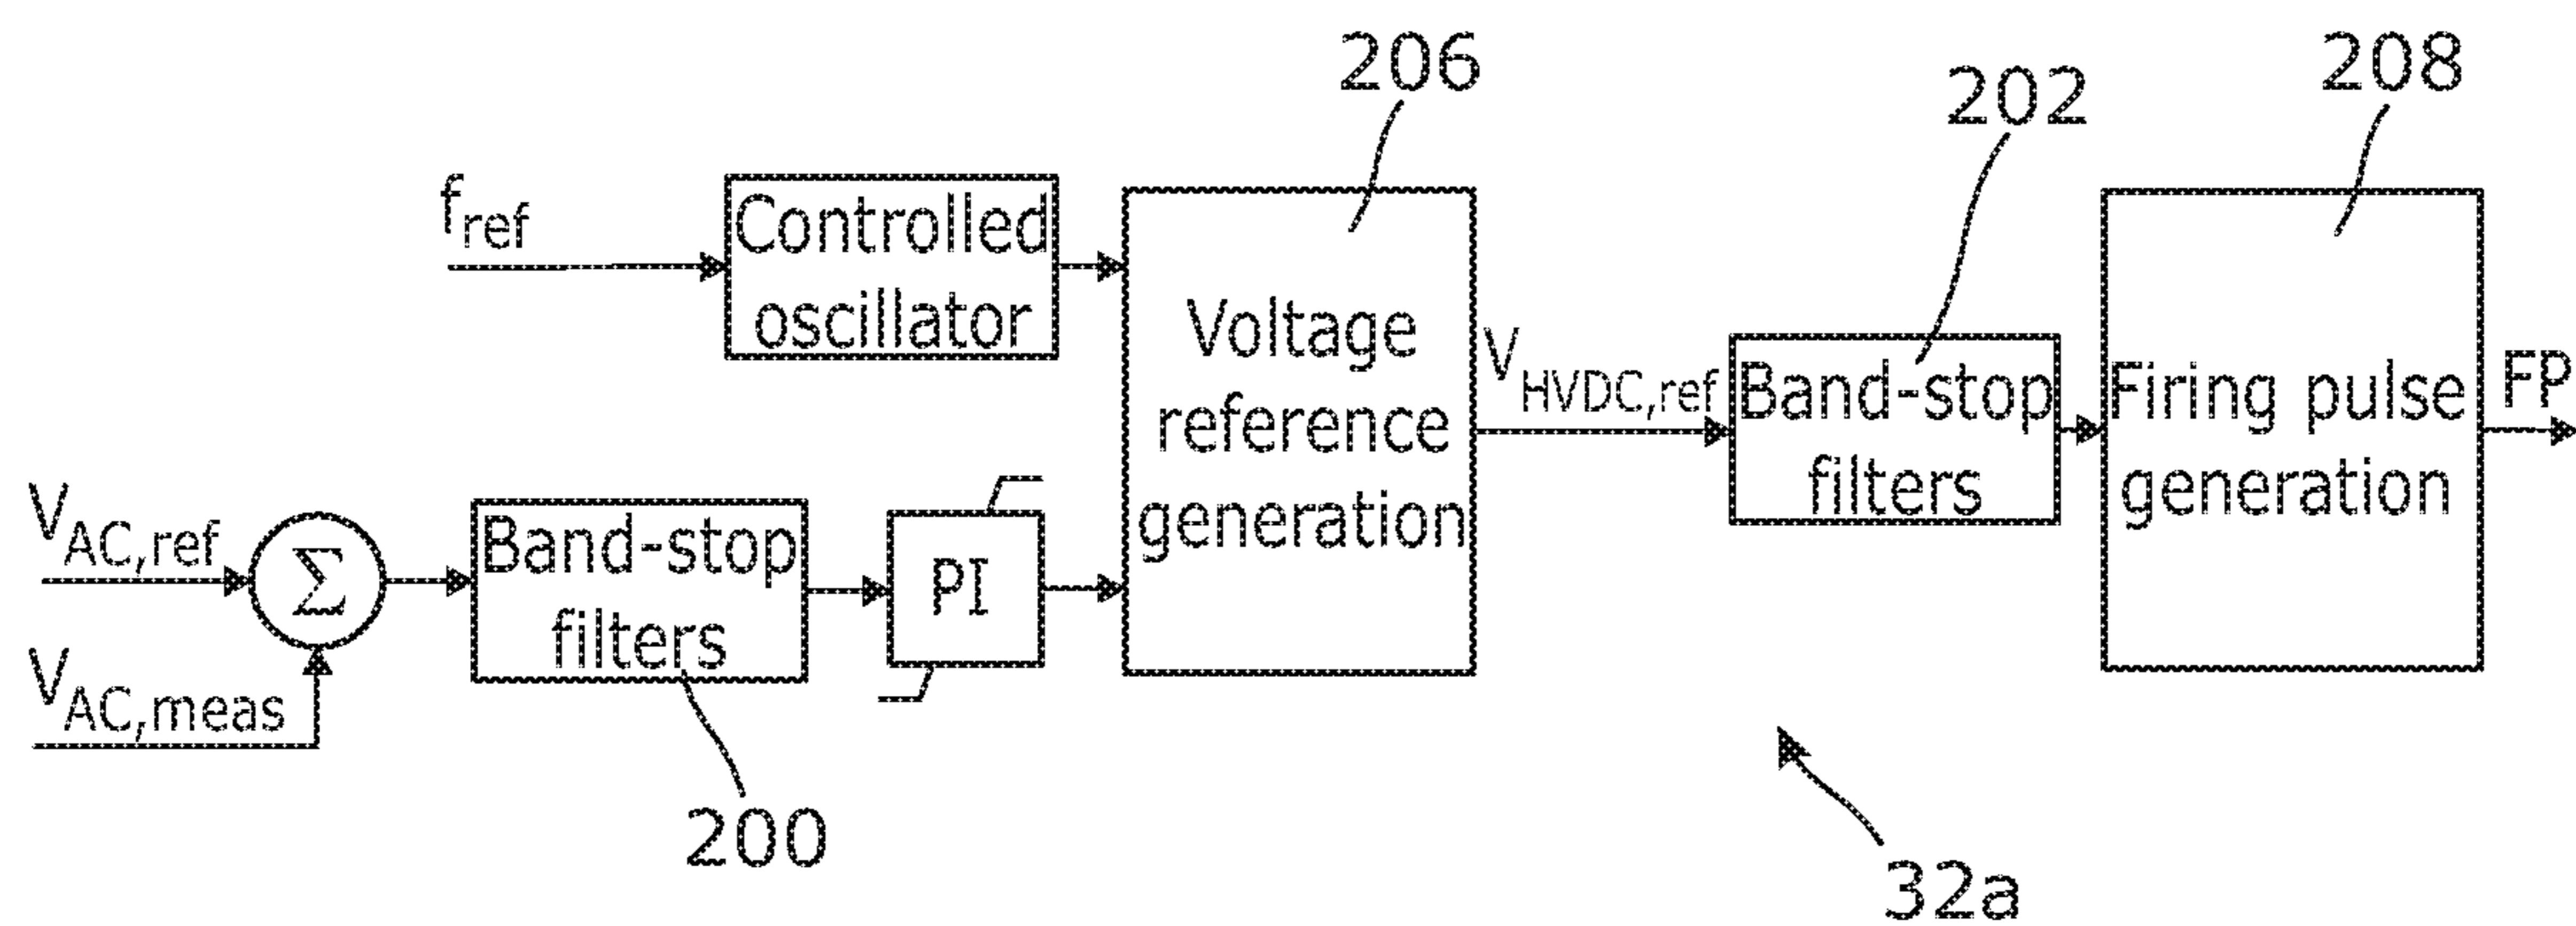 206
202
208
f_ref
Controlled
oscillator
Voltage
reference
generation
V_HVDC,ref
Band-stop
filters
Firing pulse
generation
FP
V_AC,ref
Σ
V_AC,meas
Band-stop
filters
PI
200
32a